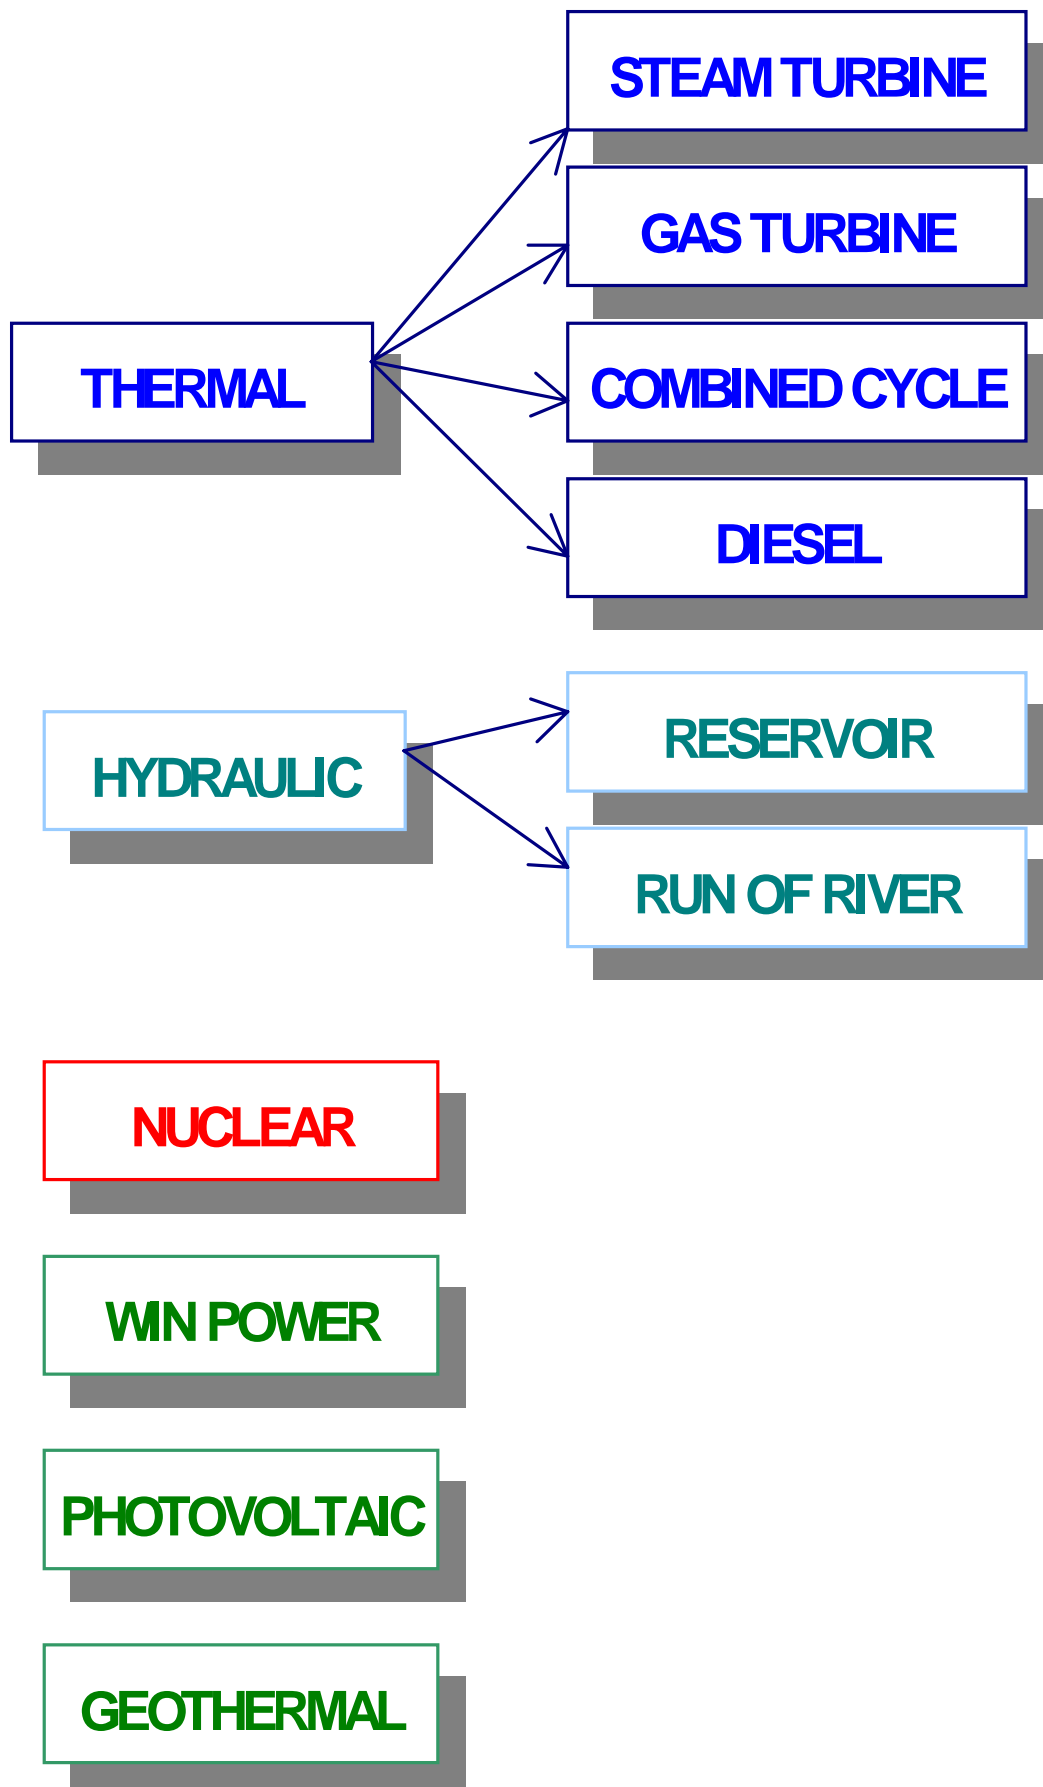 STEAM TURBINE
GAS TURBINE
THERMAL
COMBINED CYCLE
DIESEL
HYDRAULIC
RESERVOIR
RUN OF RIVER
NUCLEAR
WIN POWER
PHOTOVOLTAIC
GEOTHERMAL